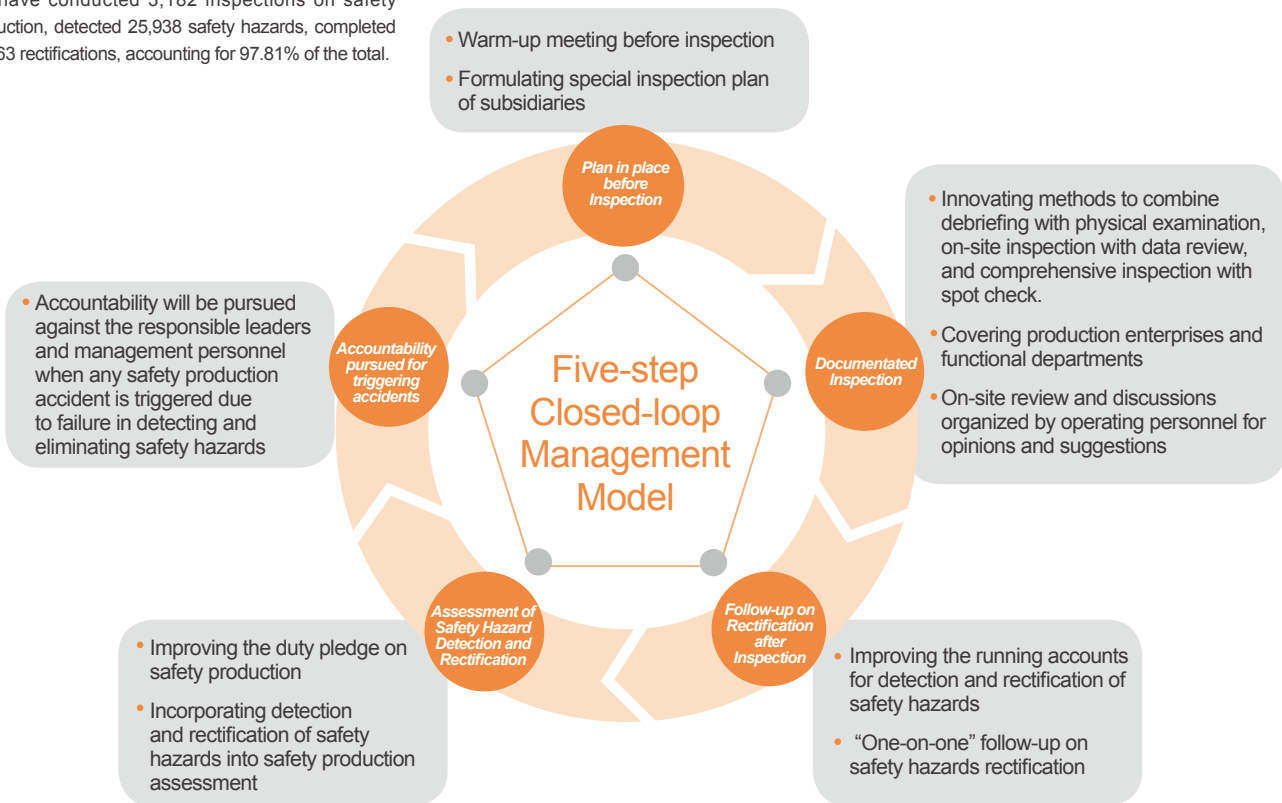 have conducted 3,182 inspections on safety
uction, detected 25,938 safety hazards, completed
63 rectifications, accounting for 97.81% of the total.
• Warm-up meeting before inspection
• Formulating special inspection plan
of subsidiaries
Plan in place
before
Inspection
• Innovating methods to combine
debriefing with physical examination,
on-site inspection with data review,
and comprehensive inspection with
spot check.
• Covering production enterprises and
functional departments
• On-site review and discussions
organized by operating personnel for
opinions and suggestions
• Accountability will be pursued
against the responsible leaders
and management personnel
when any safety production
accident is triggered due
to failure in detecting and
eliminating safety hazards
Accountability
pursued for
triggering
accidents
Five-step
Closed-loop
Management
Model
Documentated
Inspection
Assessment of
Safety Hazard
Detection and
Rectification
Follow-up on
Rectification
after
Inspection
• Improving the duty pledge on
safety production
• Incorporating detection
and rectification of safety
hazards into safety production
assessment
• Improving the running accounts
for detection and rectification of
safety hazards
• “One-on-one” follow-up on
safety hazards rectification